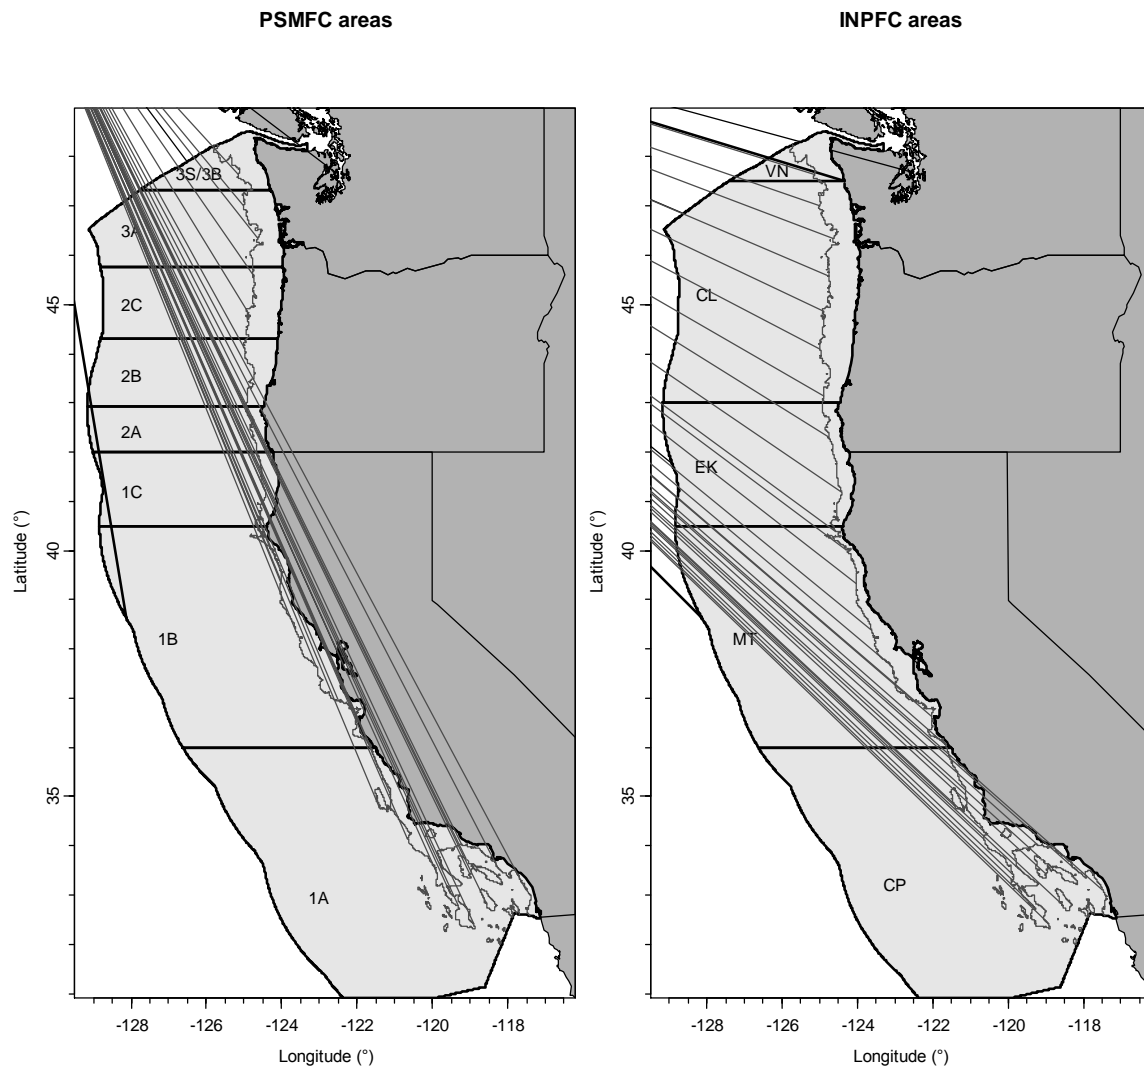 PSMFC areas
INPFC areas
3S/3B
3A
2C
2B
2A
1C
1B
1A
VN
CL
EK
MT
CP
45
40
35
45
40
35
Latitude (°)
Latitude (°)
-128 -126 -124 -122 -120 -118
-128 -126 -124 -122 -120 -118
Longitude (°)
Longitude (°)